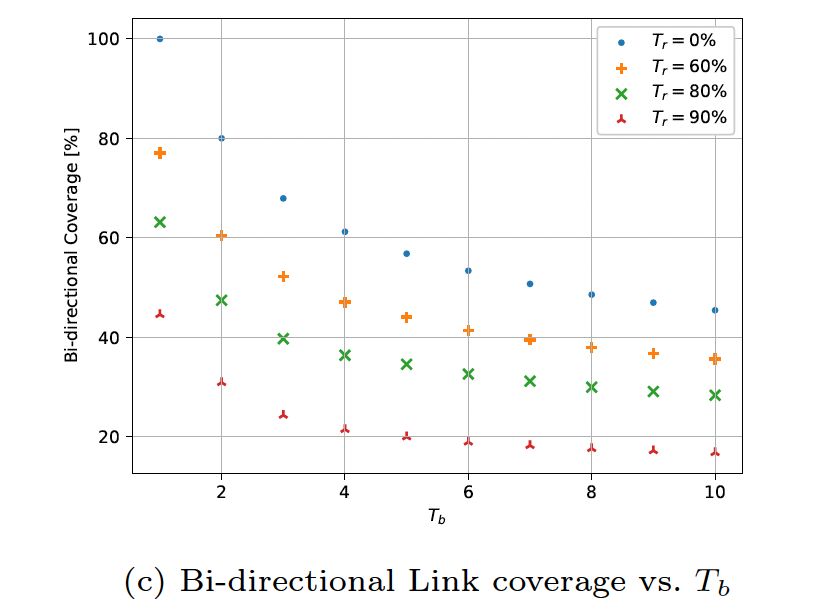 100
80
60
40
20
Bi-directional Coverage [%]
T_r = 0%
T_r = 60%
T_r = 80%
T_r = 90%
2 4 6 8 10
T_b
(c) Bi-directional Link coverage vs. T_b